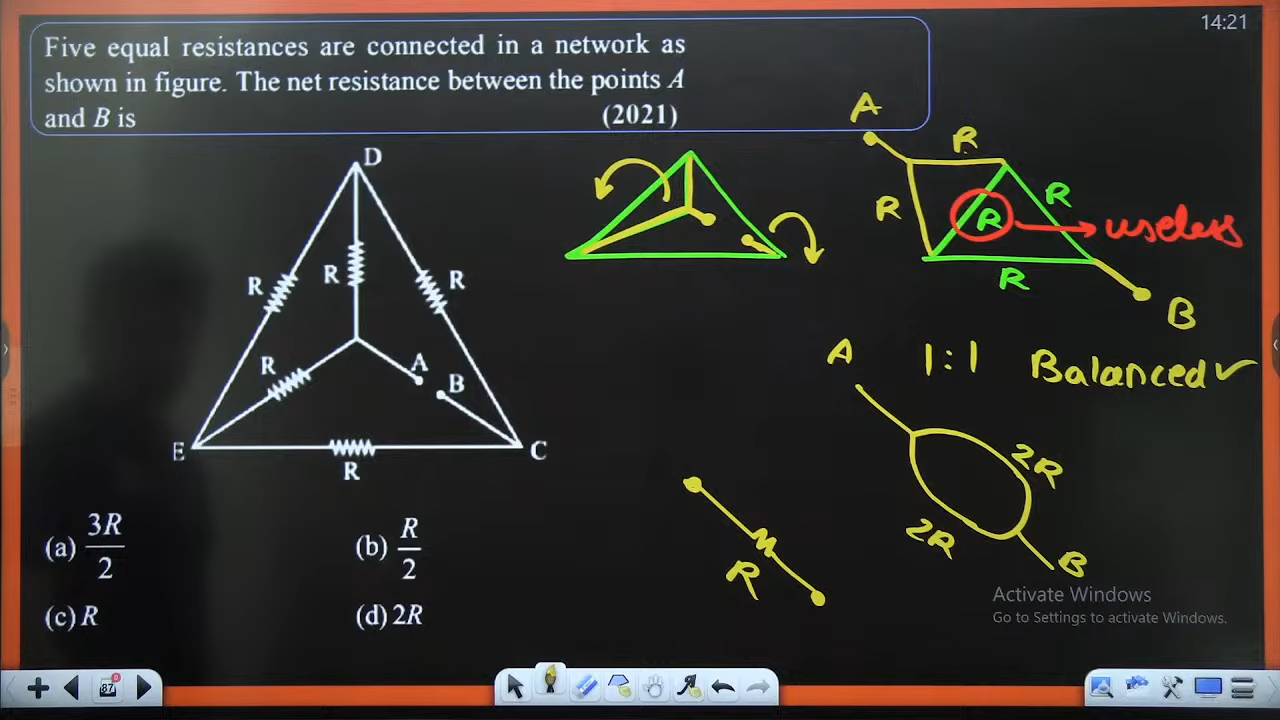 14:21
Five equal resistances are connected in a network as
shown in figure. The net resistance between the points A
and B is (2021)
D
R
R
R
R
A
B
E
R
C
(a) 3R/2
(b) R/2
(c) R
(d) 2R
A
R
R
R
R
useless
R
B
A
1:1 Balanced ✓
2R
2R
B
R
Activate Windows
Go to Settings to activate Windows.
87